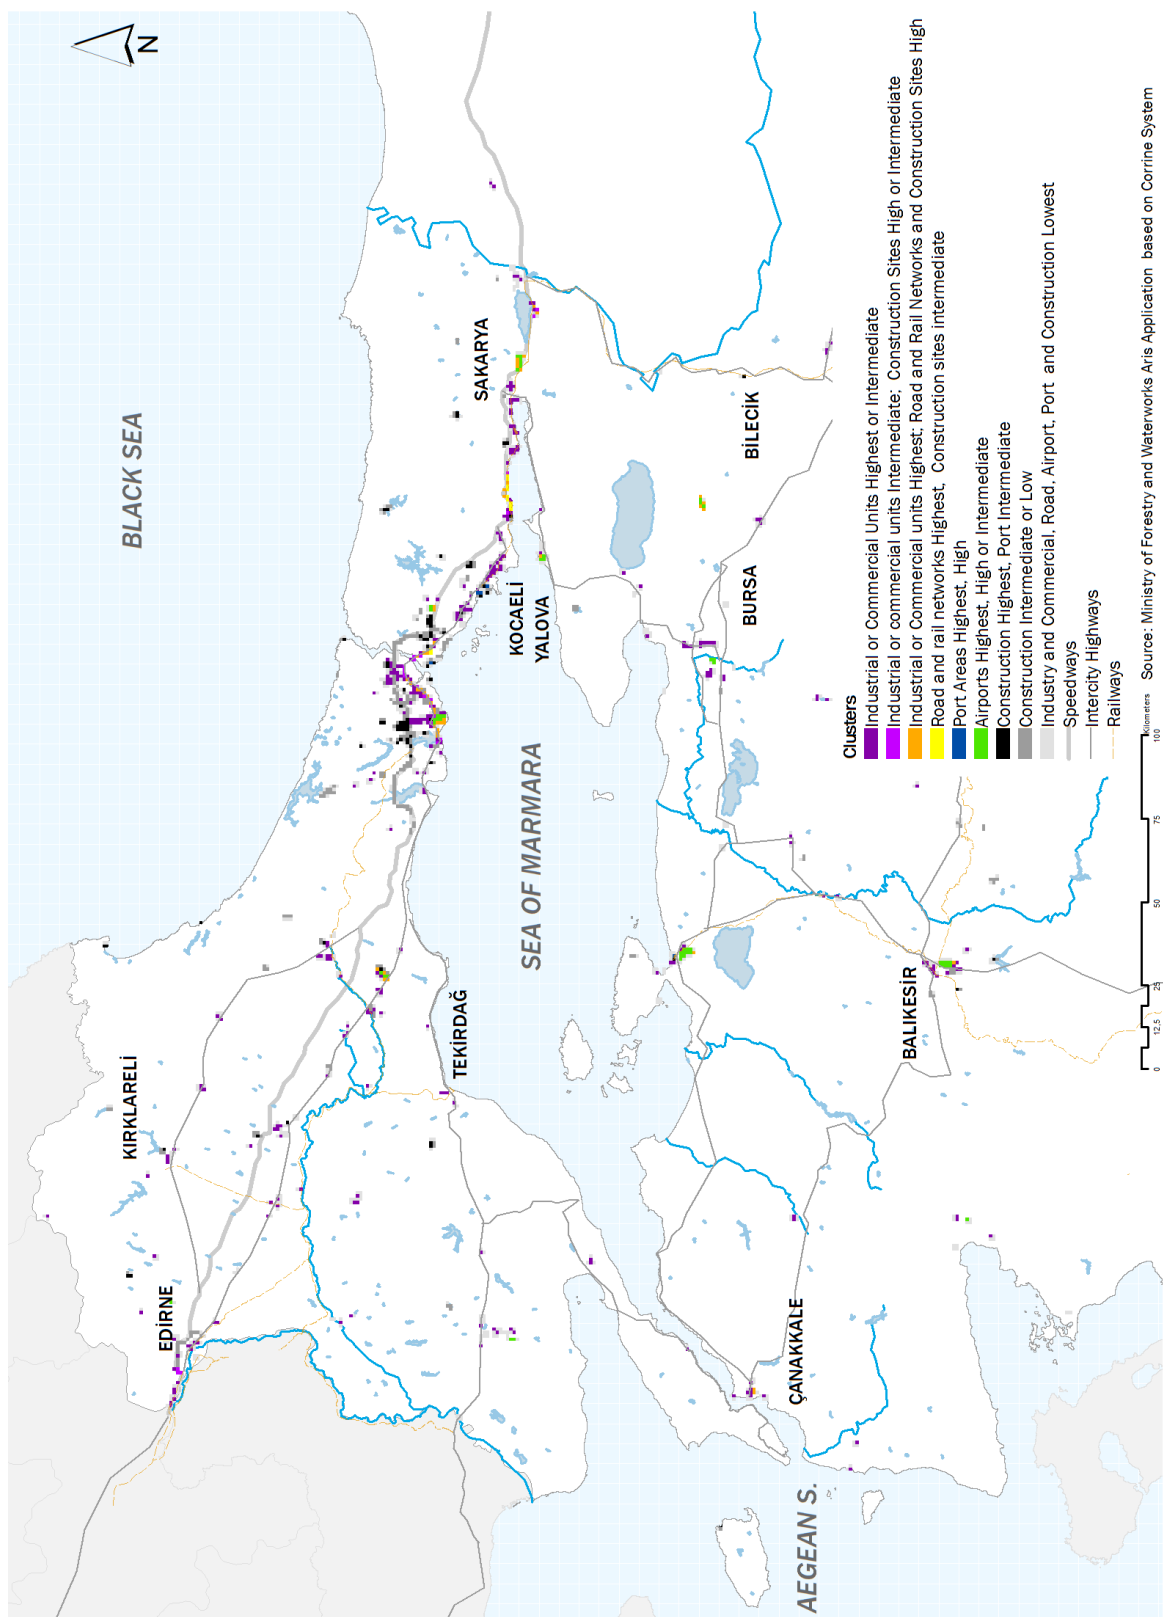 N
BLACK SEA
KIRKLARELİ
EDİRNE
TEKİRDAĞ
SEA OF MARMARA
KOCAELİ
YALOVA
SAKARYA
BİLECİK
BURSA
BALIKESİR
ÇANAKKALE
AEGEAN S.
Clusters
Industrial or Commercial Units Highest or Intermediate
Industrial or commercial units Intermediate; Construction Sites High or Intermediate
Industrial or Commercial units Highest; Road and Rail Networks and Construction Sites High
Road and rail networks Highest, Construction sites intermediate
Port Areas Highest, High
Airports Highest, High or Intermediate
Construction Highest, Port Intermediate
Construction Intermediate or Low
Industry and Commercial, Road, Airport, Port and Construction Lowest
Speedways
Intercity Highways
Railways
0 12,5 25 50 75 100
Kilometers
Source: Ministry of Forestry and Waterworks Aris Application based on Corrine System